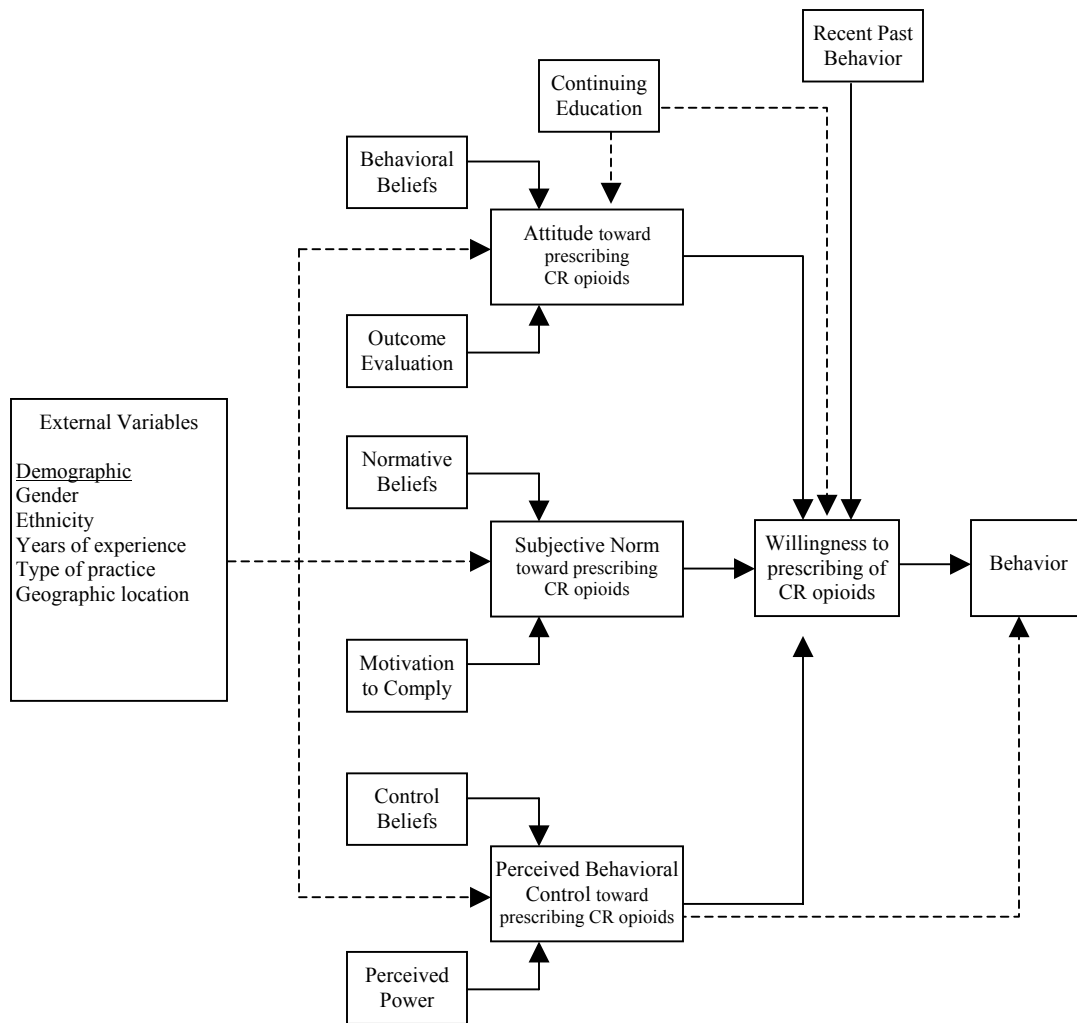 Recent Past
Behavior
Continuing
Education
Behavioral
Beliefs
Attitude toward
prescribing
CR opioids
Outcome
Evaluation
External Variables
Demographic
Gender
Ethnicity
Years of experience
Type of practice
Geographic location
Normative
Beliefs
Subjective Norm
toward prescribing
CR opioids
Willingness to
prescribing of
CR opioids
Behavior
Motivation
to Comply
Control
Beliefs
Perceived Behavioral
Control toward
prescribing CR opioids
Perceived
Power